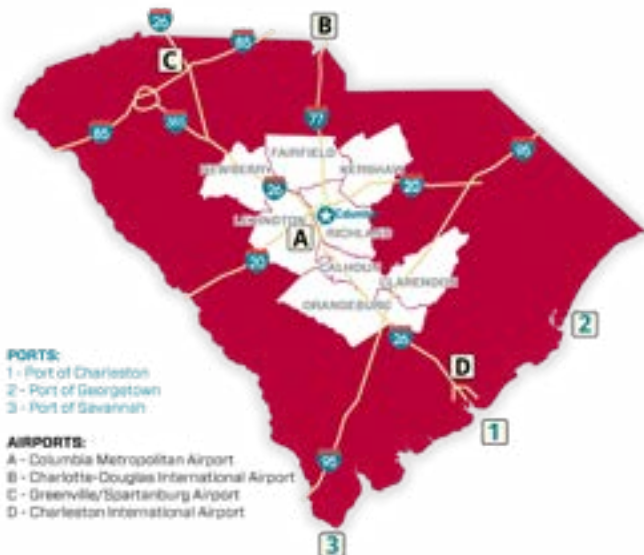 B
26
85
C
77
85
385
95
FAIRFIELD
NEWBERRY
KERSHAW
26
20
Columbia
LEXINGTON
A
RICHLAND
20
CALHOUN
CLARENDON
ORANGEBURG
2
26
D
PORTS:
1 - Port of Charleston
2 - Port of Georgetown
3 - Port of Savannah
1
AIRPORTS:
A - Columbia Metropolitan Airport
B - Charlotte-Douglas International Airport
C - Greenville/Spartanburg Airport
D - Charleston International Airport
95
3